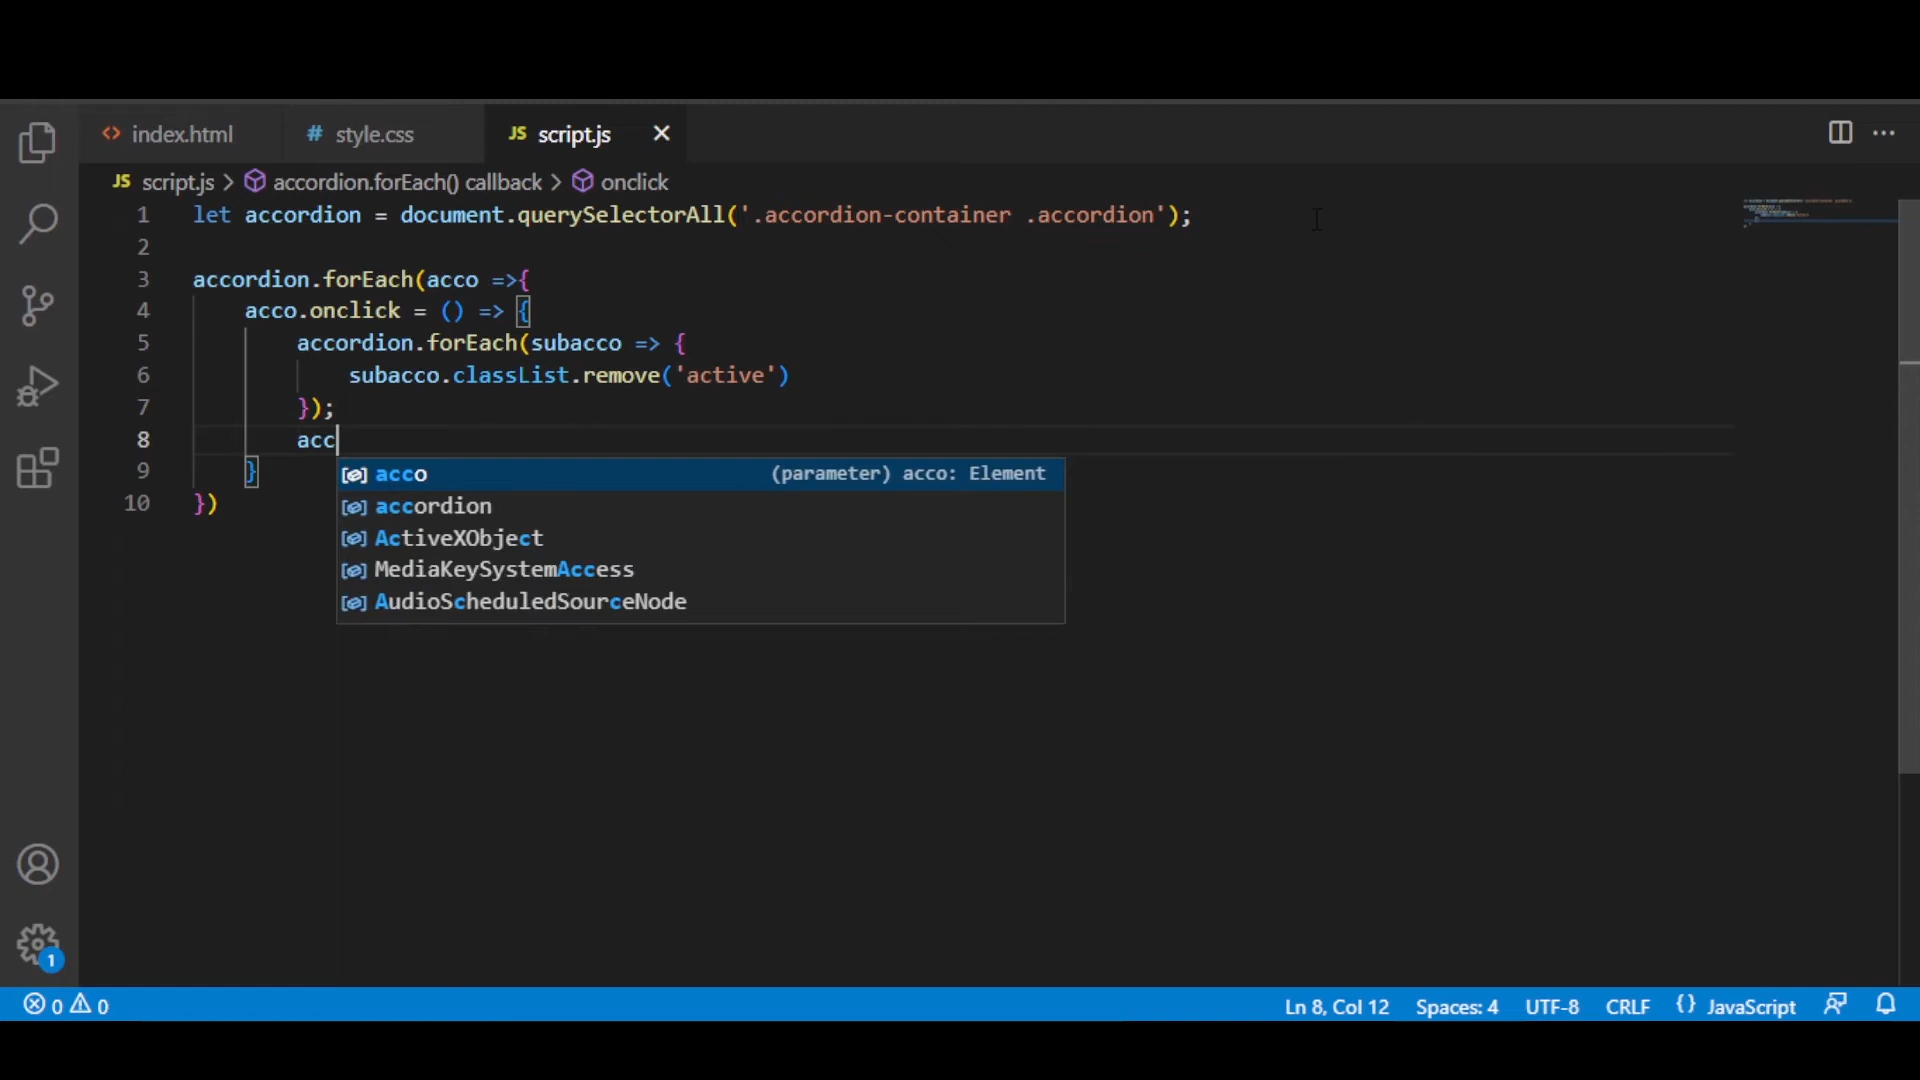 index.html style.css JS script.js
JS script.js > accordion.forEach() callback > onclick
1 let accordion = document.querySelectorAll('.accordion-container .accordion');
2
3 accordion.forEach(acco =>{
4 acco.onclick = () => {
5 accordion.forEach(subacco => {
6 subacco.classList.remove('active')
7 });
8 acc
9 }
10 })
acco (parameter) acco: Element
accordion
ActiveXObject
MediaKeySystemAccess
AudioScheduledSourceNode
1
0 0 Ln 8, Col 12 Spaces: 4 UTF-8 CRLF {} JavaScript